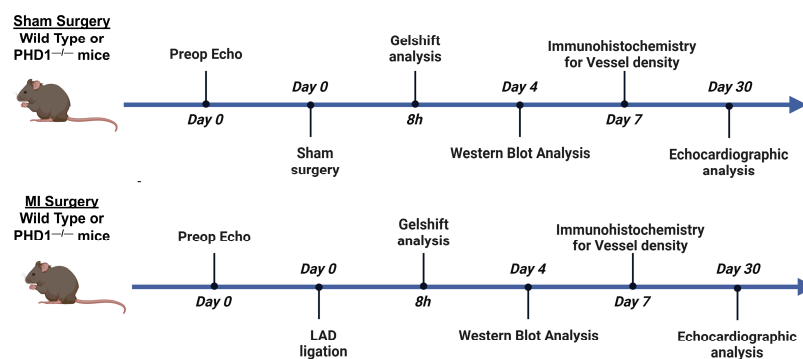 Sham Surgery
Wild Type or
PHD1−/− mice
Preop Echo
Day 0
Day 0
Sham
surgery
Gelshift
analysis
8h
Day 4
Western Blot Analysis
Immunohistochemistry
for Vessel density
Day 7
Day 30
Echocardiographic
analysis
MI Surgery
Wild Type or
PHD1−/− mice
Preop Echo
Day 0
Day 0
LAD
ligation
Gelshift
analysis
8h
Day 4
Western Blot Analysis
Immunohistochemistry
for Vessel density
Day 7
Day 30
Echocardiographic
analysis